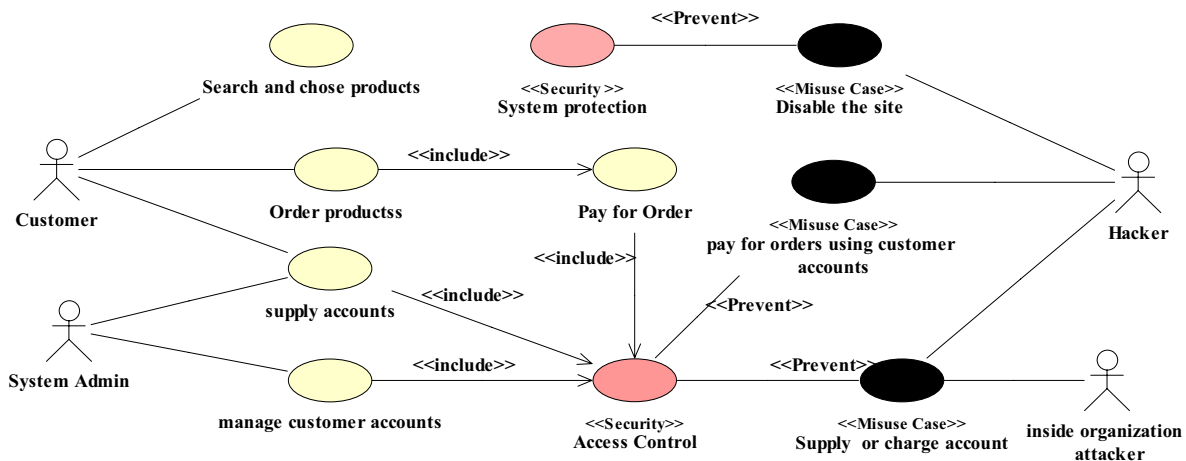 <<Prevent>>
Search and chose products
<<Security >>
System protection
<<Misuse Case>>
Disable the site
<<include>>
Customer
Order productss
Pay for Order
<<Misuse Case>>
pay for orders using customer
accounts
Hacker
<<include>>
supply accounts
<<include>>
<<Prevent>>
System Admin
<<include>>
<<Prevent>>
manage customer accounts
<<Security>>
Access Control
<<Misuse Case>>
Supply or charge account
inside organization
attacker